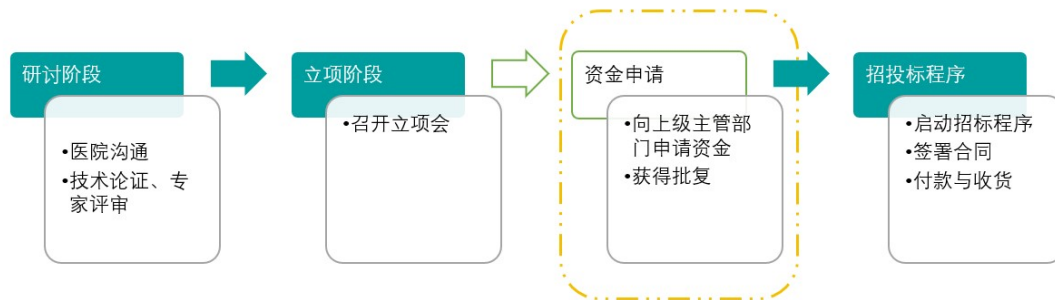 研讨阶段
•医院沟通
•技术论证、专
家评审
立项阶段
•召开立项会
资金申请
•向上级主管部
门申请资金
•获得批复
招投标程序
•启动招标程序
•签署合同
•付款与收货